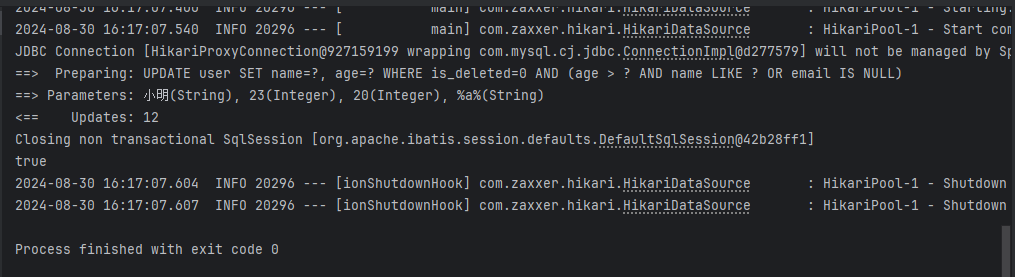 2024-08-30 16:17:07.400  INFO 20296 --- [           main] com.zaxxer.hikari.HikariDataSource       : HikariPool-1 - Starting.
2024-08-30 16:17:07.540  INFO 20296 --- [           main] com.zaxxer.hikari.HikariDataSource       : HikariPool-1 - Start com
JDBC Connection [HikariProxyConnection@927159199 wrapping com.mysql.cj.jdbc.ConnectionImpl@d277579] will not be managed by Sp
==>  Preparing: UPDATE user SET name=?, age=? WHERE is_deleted=0 AND (age > ? AND name LIKE ? OR email IS NULL)
==> Parameters: 小明(String), 23(Integer), 20(Integer), %a%(String)
<==    Updates: 12
Closing non transactional SqlSession [org.apache.ibatis.session.defaults.DefaultSqlSession@42b28ff1]
true
2024-08-30 16:17:07.604  INFO 20296 --- [ionShutdownHook] com.zaxxer.hikari.HikariDataSource       : HikariPool-1 - Shutdown
2024-08-30 16:17:07.607  INFO 20296 --- [ionShutdownHook] com.zaxxer.hikari.HikariDataSource       : HikariPool-1 - Shutdown
Process finished with exit code 0